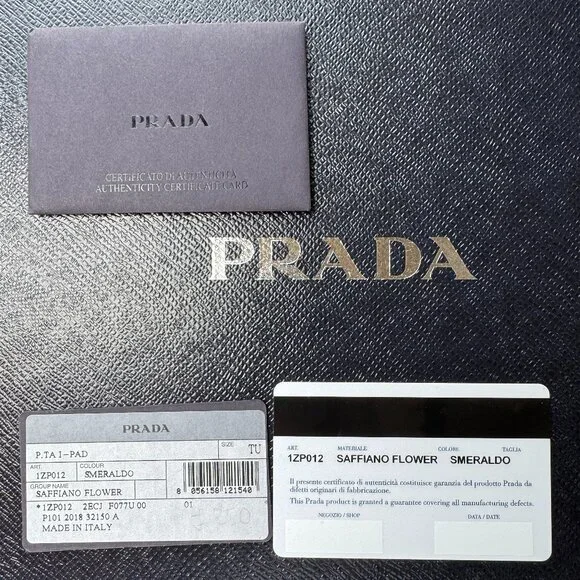 PRADA
CERTIFICATO DI AUTENTICITÀ
AUTHENTICITY CERTIFICATE CARD
PRADA
PRADA
P.TA I-PAD
SIZE
TU
ART.
1ZP012
COLOUR
SMERALDO
GROUP NAME
SAFFIANO FLOWER
8 056158 121540
*1ZP012 2ECJ F077U 00 01
P101 2018 32150 A
MADE IN ITALY
ART. MATERIALE COLORE TAGLIA
1ZP012 SAFFIANO FLOWER SMERALDO
Il presente certificato di autenticità costituisce garanzia del prodotto Prada da
difetti originari di fabbricazione.
This Prada product is granted a guarantee covering all manufacturing defects.
NEGOZIO / SHOP
DATA / DATE